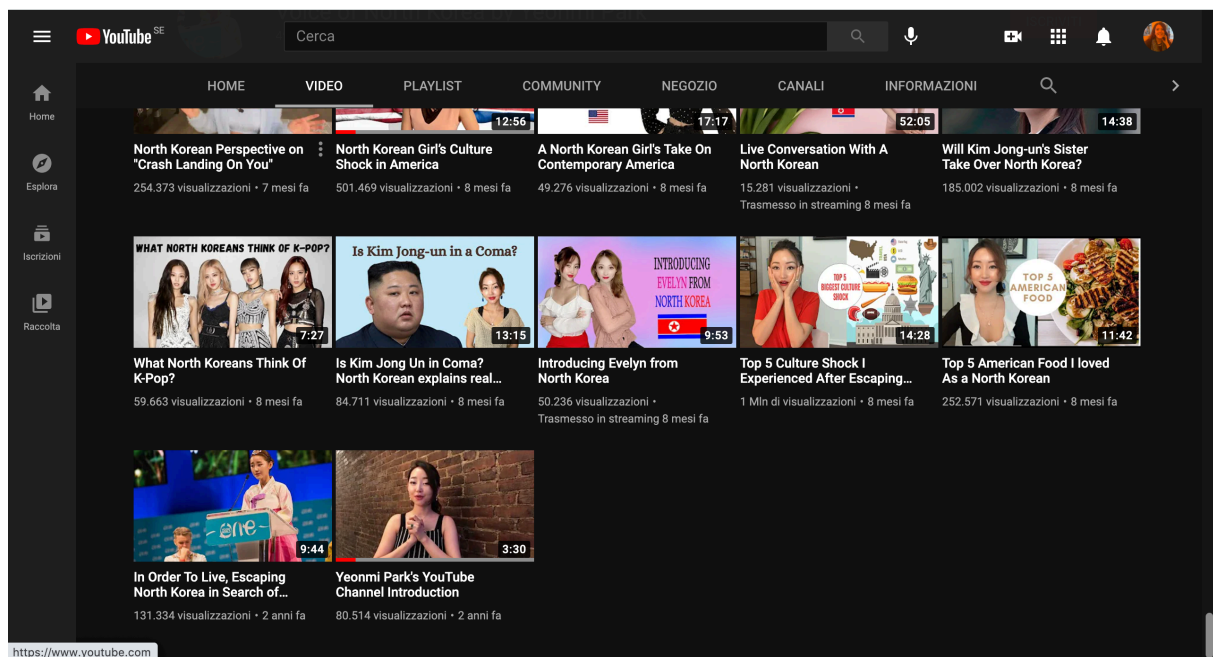 Voice of North Korea by Yeonmi Park
YouTube SE
Cerca
HOME VIDEO PLAYLIST COMMUNITY NEGOZIO CANALI INFORMAZIONI
Home
Esplora
Iscrizioni
Raccolta
12:56 17:17 52:05 14:38
North Korean Perspective on
"Crash Landing On You"
254.373 visualizzazioni • 7 mesi fa
North Korean Girl's Culture
Shock in America
501.469 visualizzazioni • 8 mesi fa
A North Korean Girl's Take On
Contemporary America
49.276 visualizzazioni • 8 mesi fa
Live Conversation With A
North Korean
15.281 visualizzazioni •
Trasmesso in streaming 8 mesi fa
Will Kim Jong-un's Sister
Take Over North Korea?
185.002 visualizzazioni • 8 mesi fa
WHAT NORTH KOREANS THINK OF K-POP?
7:27
What North Koreans Think Of
K-Pop?
59.663 visualizzazioni • 8 mesi fa
Is Kim Jong-un in a Coma?
13:15
Is Kim Jong Un in Coma?
North Korean explains real...
84.711 visualizzazioni • 8 mesi fa
INTRODUCING
EVELYN FROM
NORTH KOREA
9:53
Introducing Evelyn from
North Korea
50.236 visualizzazioni •
Trasmesso in streaming 8 mesi fa
TOP 5
BIGGEST CULTURE
SHOCK
14:28
Top 5 Culture Shock I
Experienced After Escaping...
1 Mln di visualizzazioni • 8 mesi fa
TOP 5
AMERICAN
FOOD
11:42
Top 5 American Food I loved
As a North Korean
252.571 visualizzazioni • 8 mesi fa
one
9:44
In Order To Live, Escaping
North Korea in Search of...
131.334 visualizzazioni • 2 anni fa
3:30
Yeonmi Park's YouTube
Channel Introduction
80.514 visualizzazioni • 2 anni fa
https://www.youtube.com